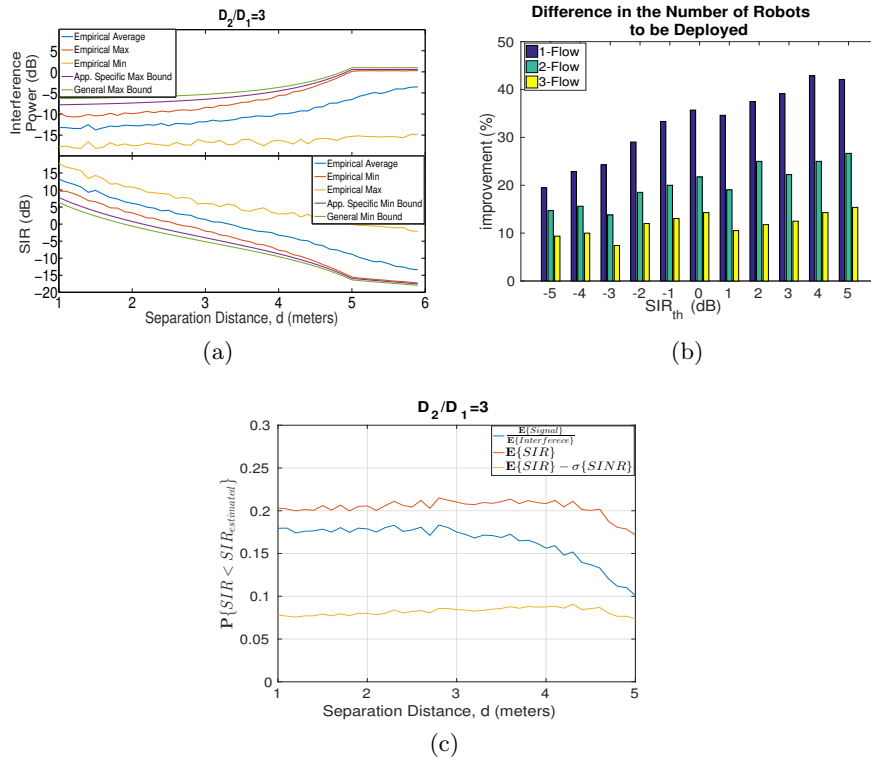 D2/D1=3
Interference
Power (dB)
5
0
-5
-10
-15
Empirical Average
Empirical Max
Empirical Min
App. Specific Max Bound
General Max Bound
SIR (dB)
15
10
5
0
-5
-10
-15
-20
Empirical Average
Empirical Min
Empirical Max
App. Specific Min Bound
General Min Bound
1 2 3 4 5 6
Separation Distance, d (meters)
(a)
Difference in the Number of Robots
to be Deployed
improvement (%)
50
40
30
20
10
0
1-Flow
2-Flow
3-Flow
-5 -4 -3 -2 -1 0 1 2 3 4 5
SIRth (dB)
(b)
D2/D1=3
P{SIR < SIRestimated}
0.3
0.25
0.2
0.15
0.1
0.05
0
E{Signal}
E{Interferece}
E{SIR}
E{SIR} − σ{SINR}
1 2 3 4 5
Separation Distance, d (meters)
(c)